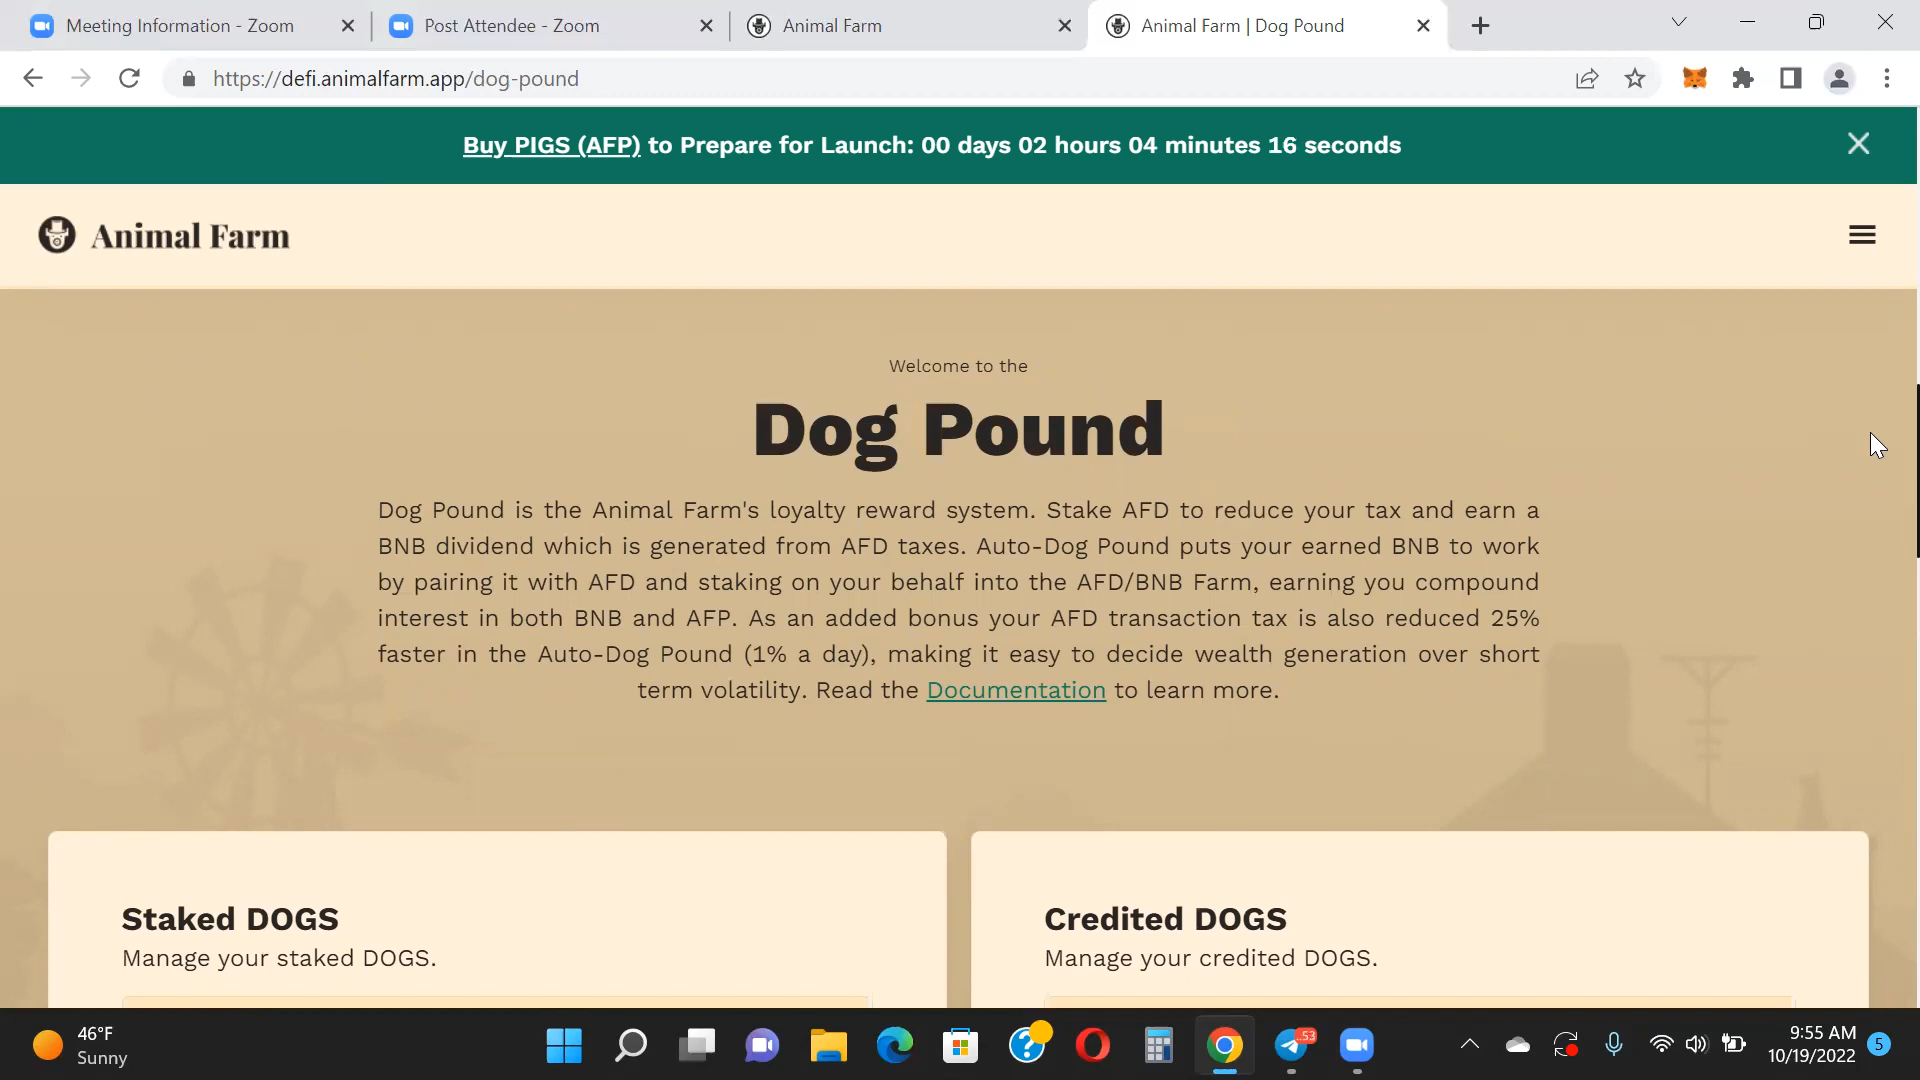 Meeting Information - Zoom
Post Attendee - Zoom
Animal Farm
Animal Farm | Dog Pound
https://defi.animalfarm.app/dog-pound
Buy PIGS (AFP) to Prepare for Launch: 00 days 02 hours 04 minutes 16 seconds
Animal Farm
Welcome to the
Dog Pound
Dog Pound is the Animal Farm's loyalty reward system. Stake AFD to reduce your tax and earn a
BNB dividend which is generated from AFD taxes. Auto-Dog Pound puts your earned BNB to work
by pairing it with AFD and staking on your behalf into the AFD/BNB Farm, earning you compound
interest in both BNB and AFP. As an added bonus your AFD transaction tax is also reduced 25%
faster in the Auto-Dog Pound (1% a day), making it easy to decide wealth generation over short
term volatility. Read the Documentation to learn more.
Staked DOGS
Manage your staked DOGS.
Credited DOGS
Manage your credited DOGS.
46°F
Sunny
..53
9:55 AM
10/19/2022
5